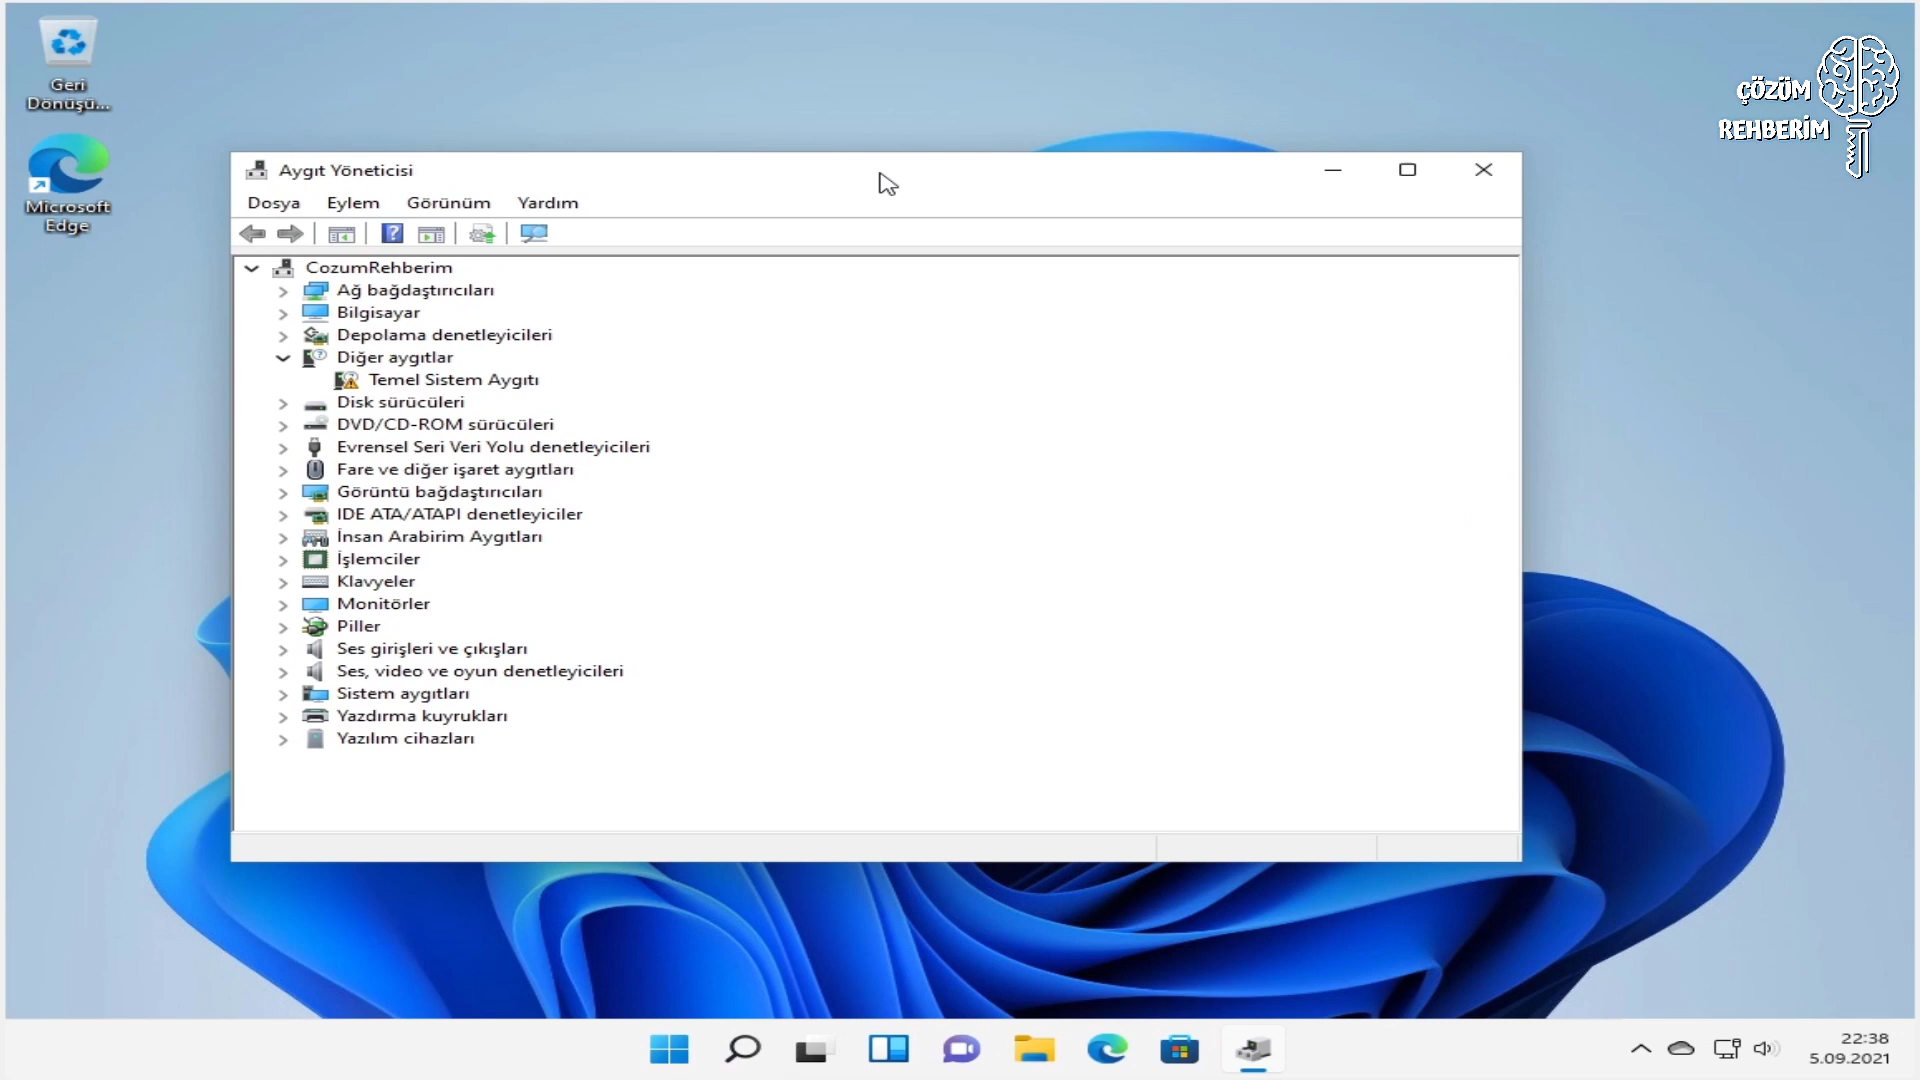 Geri
Dönüşü...
Microsoft
Edge
ÇÖZÜM
REHBERİM
Aygıt Yöneticisi
Dosya Eylem Görünüm Yardım
CozumRehberim
Ağ bağdaştırıcıları
Bilgisayar
Depolama denetleyicileri
Diğer aygıtlar
Temel Sistem Aygıtı
Disk sürücüleri
DVD/CD-ROM sürücüleri
Evrensel Seri Veri Yolu denetleyicileri
Fare ve diğer işaret aygıtları
Görüntü bağdaştırıcıları
IDE ATA/ATAPI denetleyiciler
İnsan Arabirim Aygıtları
İşlemciler
Klavyeler
Monitörler
Piller
Ses girişleri ve çıkışları
Ses, video ve oyun denetleyicileri
Sistem aygıtları
Yazdırma kuyrukları
Yazılım cihazları
22:38
5.09.2021